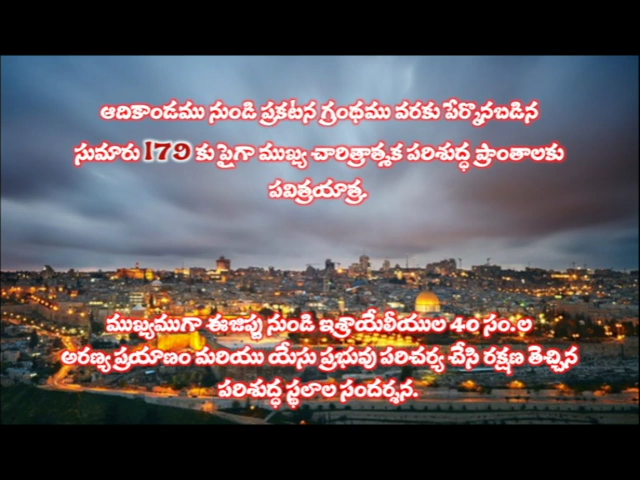 ఆదికాండము నుండి ప్రకటన గ్రంథము వరకు పేర్కొనబడిన
సుమారు 179 కు పైగా ముఖ్య చారిత్రాత్మక పరిశుద్ధ ప్రాంతాలకు
పవిత్రయాత్ర.
ముఖ్యముగా ఈజిప్టు నుండి ఇశ్రాయేలీయుల 40 సం.ల
అరణ్య ప్రయాణం మరియు యేసు ప్రభువు పరిచర్య చేసి రక్షణ తెచ్చిన
పరిశుద్ధ స్థలాల సందర్శన.